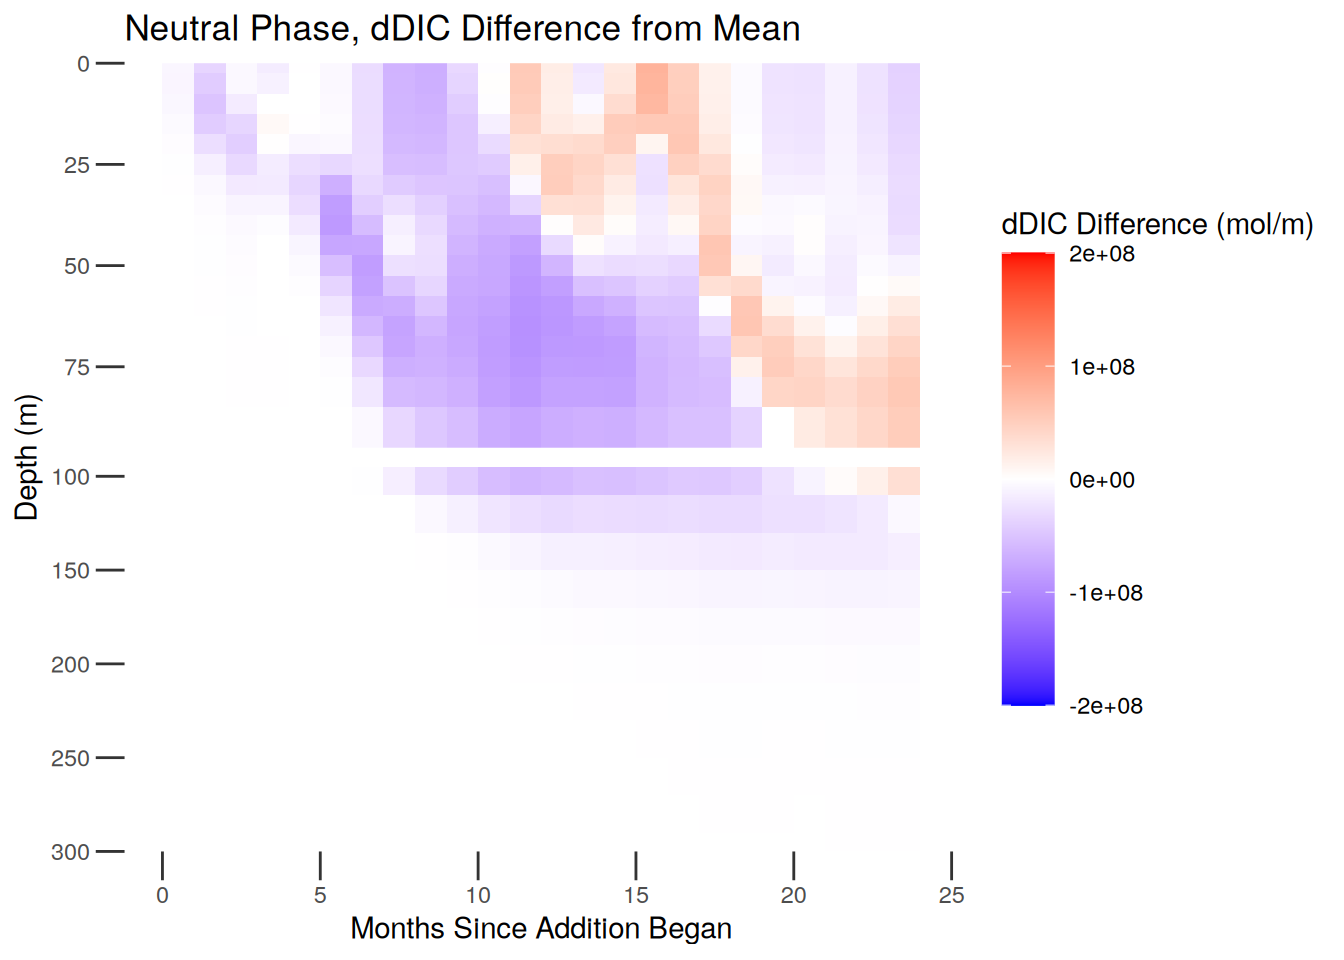 Neutral Phase, dDIC Difference from Mean
0
25
50
75
100
150
200
250
300
Depth (m)
0 5 10 15 20 25
Months Since Addition Began
dDIC Difference (mol/m)
2e+08
1e+08
0e+00
-1e+08
-2e+08